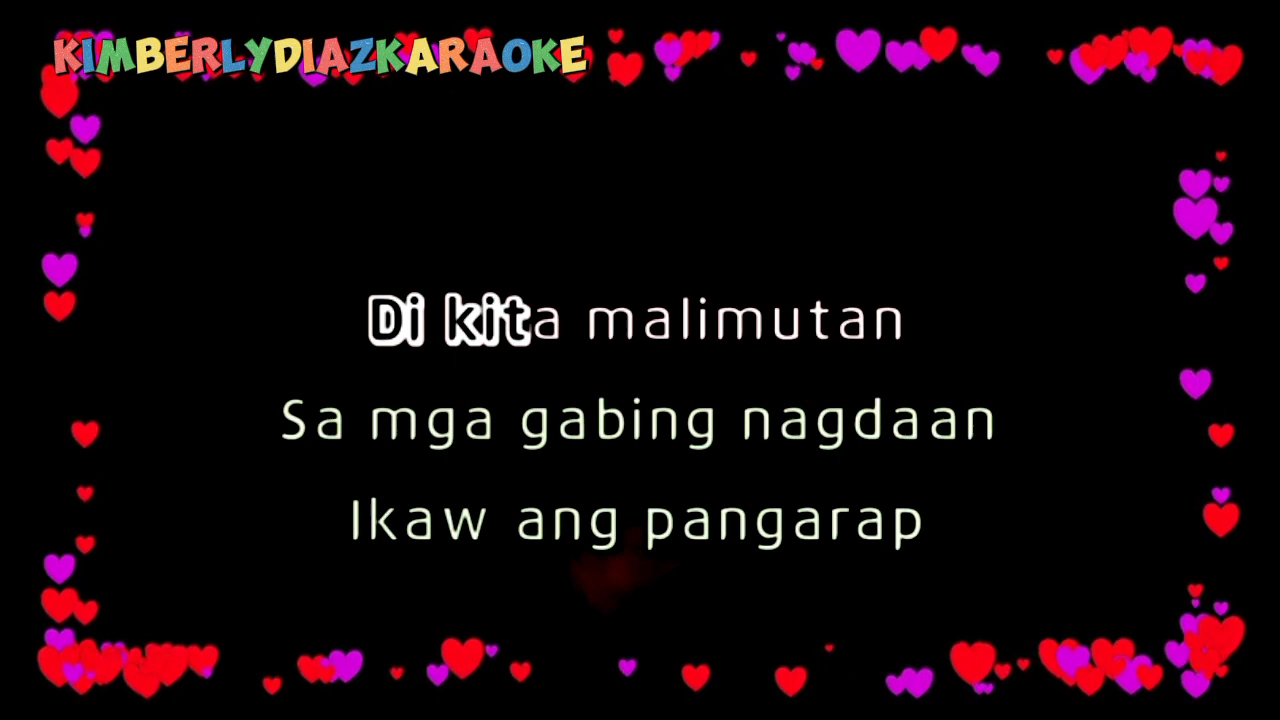 KIMBERLYDIAZKARAOKE
Di kita malimutan
Sa mga gabing nagdaan
Ikaw ang pangarap